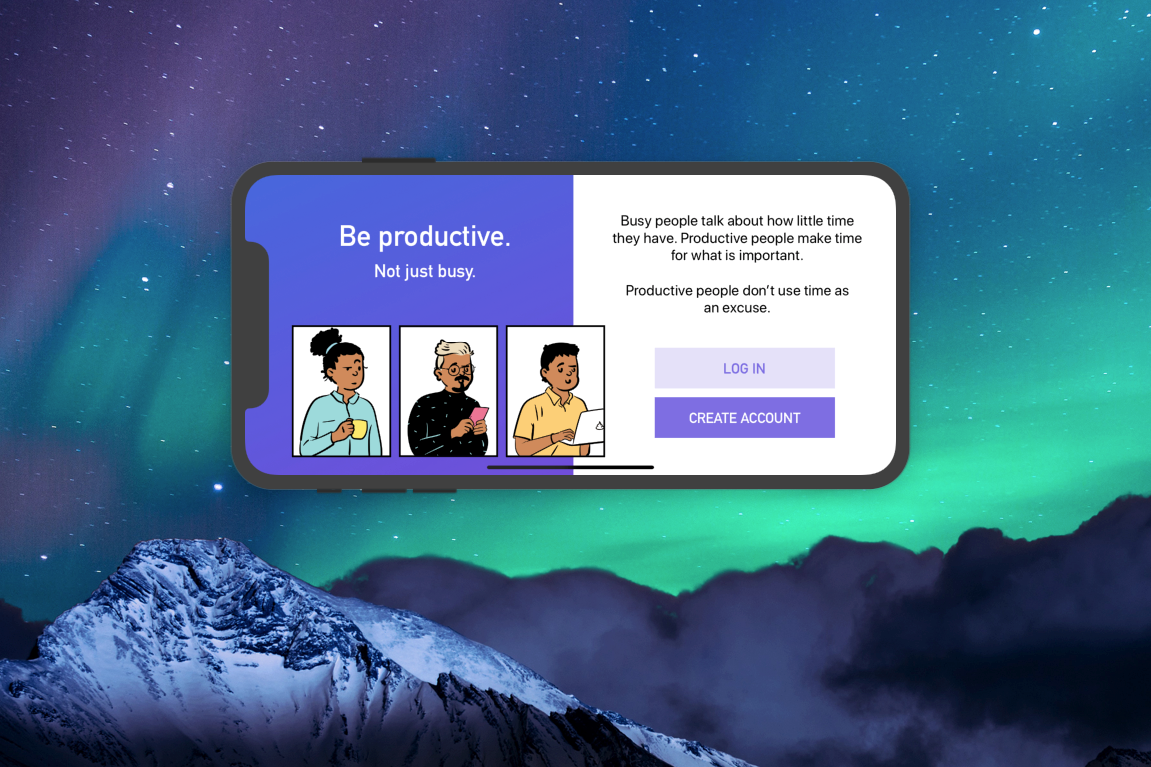 Be productive.
Not just busy.
Busy people talk about how little time
they have. Productive people make time
for what is important.
Productive people don’t use time as
an excuse.
LOG IN
CREATE ACCOUNT